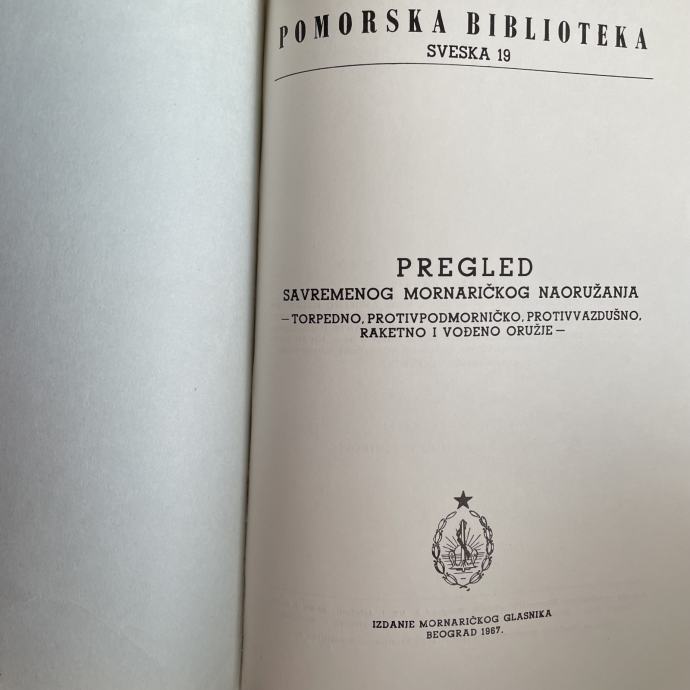 POMORSKA BIBLIOTEKA
SVESKA 19
PREGLED
SAVREMENOG MORNARIČKOG NAORUŽANJA
— TORPEDNO, PROTIVPODMORNIČKO, PROTIVVAZDUŠNO,
RAKETNO I VOĐENO ORUŽJE —
IZDANJE MORNARIČKOG GLASNIKA
BEOGRAD 1967.